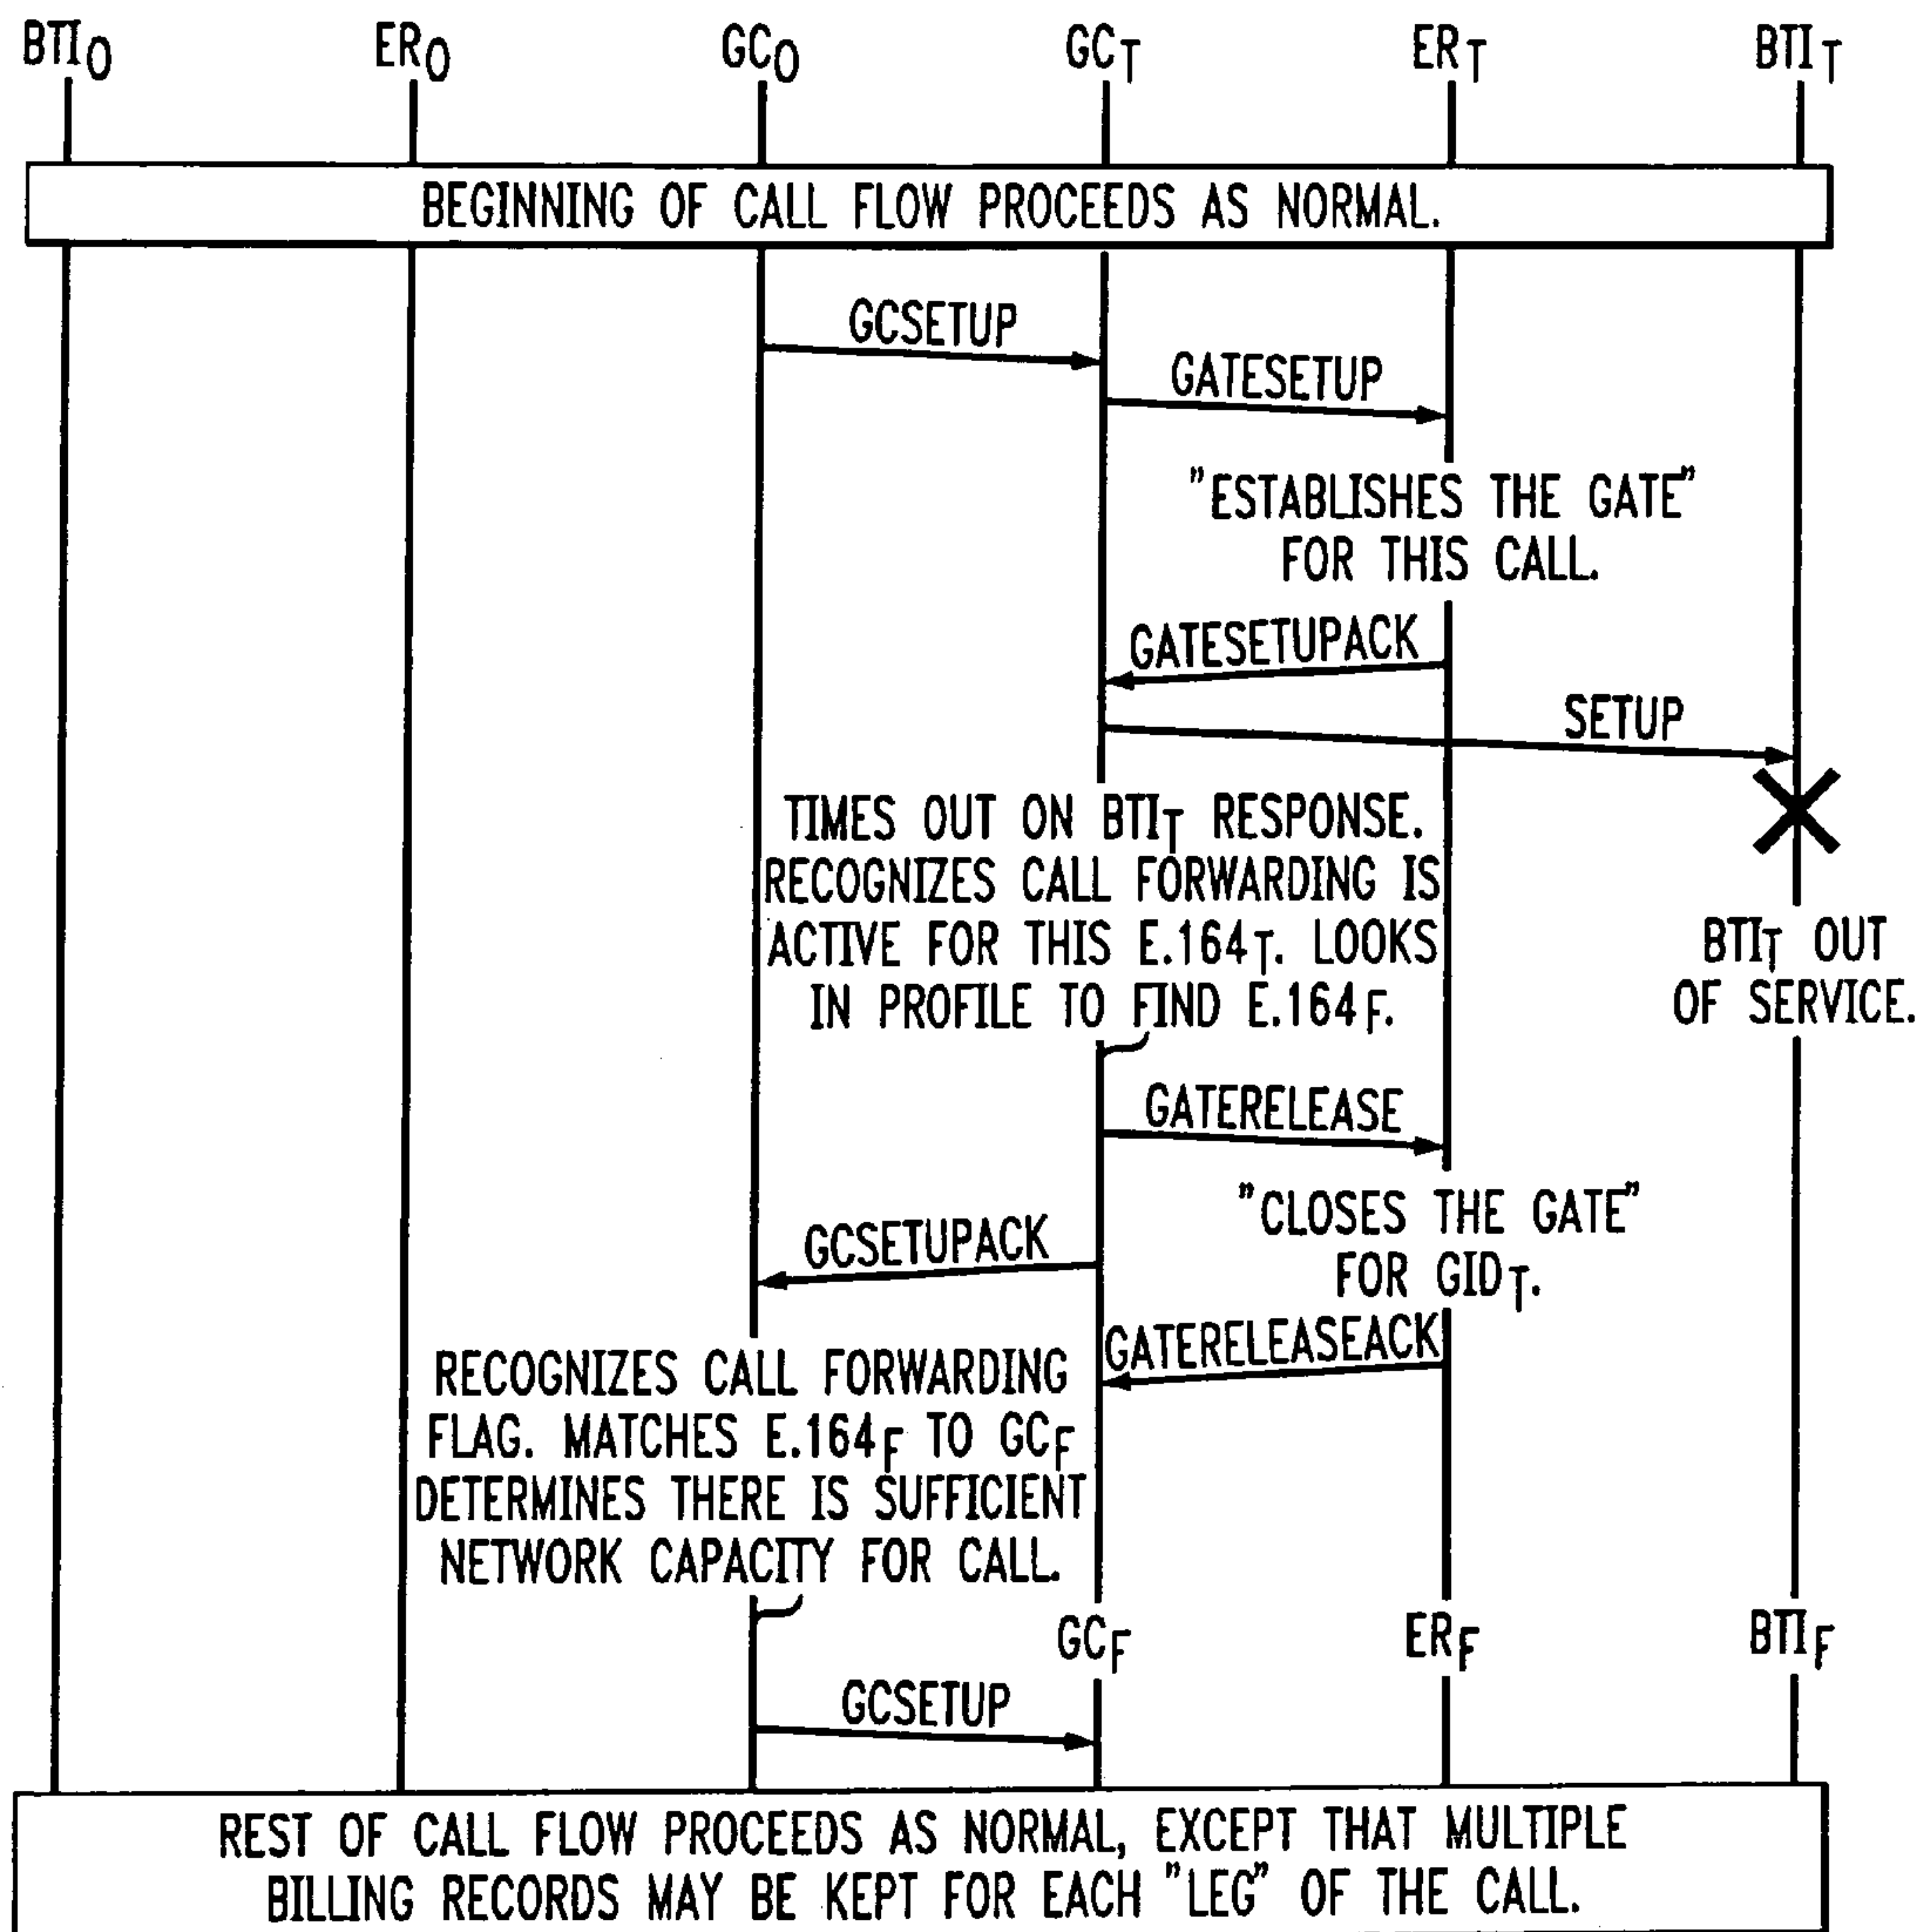 BTIO ERO GCO GCT ERT BTIT
BEGINNING OF CALL FLOW PROCEEDS AS NORMAL.
GCSETUP
GATESETUP
"ESTABLISHES THE GATE"
FOR THIS CALL.
GATESETUPACK
SETUP
TIMES OUT ON BTIT RESPONSE.
RECOGNIZES CALL FORWARDING IS
ACTIVE FOR THIS E.164T. LOOKS
IN PROFILE TO FIND E.164F.
BTIT OUT
OF SERVICE.
GATERELEASE
"CLOSES THE GATE"
FOR GIDT.
GCSETUPACK
GATERELEASEACK
RECOGNIZES CALL FORWARDING
FLAG. MATCHES E.164F TO GCF
DETERMINES THERE IS SUFFICIENT
NETWORK CAPACITY FOR CALL.
GCF ERF BTIF
GCSETUP
REST OF CALL FLOW PROCEEDS AS NORMAL, EXCEPT THAT MULTIPLE
BILLING RECORDS MAY BE KEPT FOR EACH "LEG" OF THE CALL.